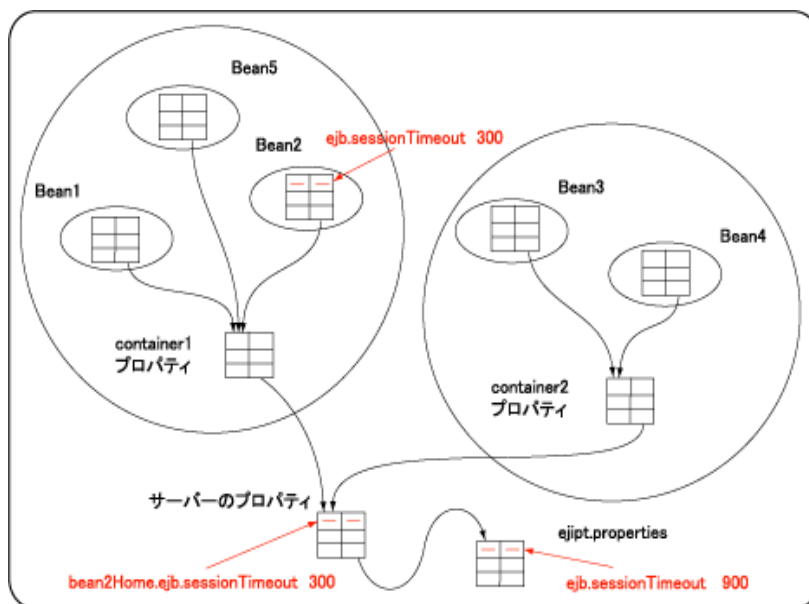 Bean5
ejb.sessionTimeout 300
Bean2
Bean1
Bean3
Bean4
container1
プロパティ
container2
プロパティ
サーバーのプロパティ
ejipt.properties
bean2Home.ejb.sessionTimeout 300
ejb.sessionTimeout 900